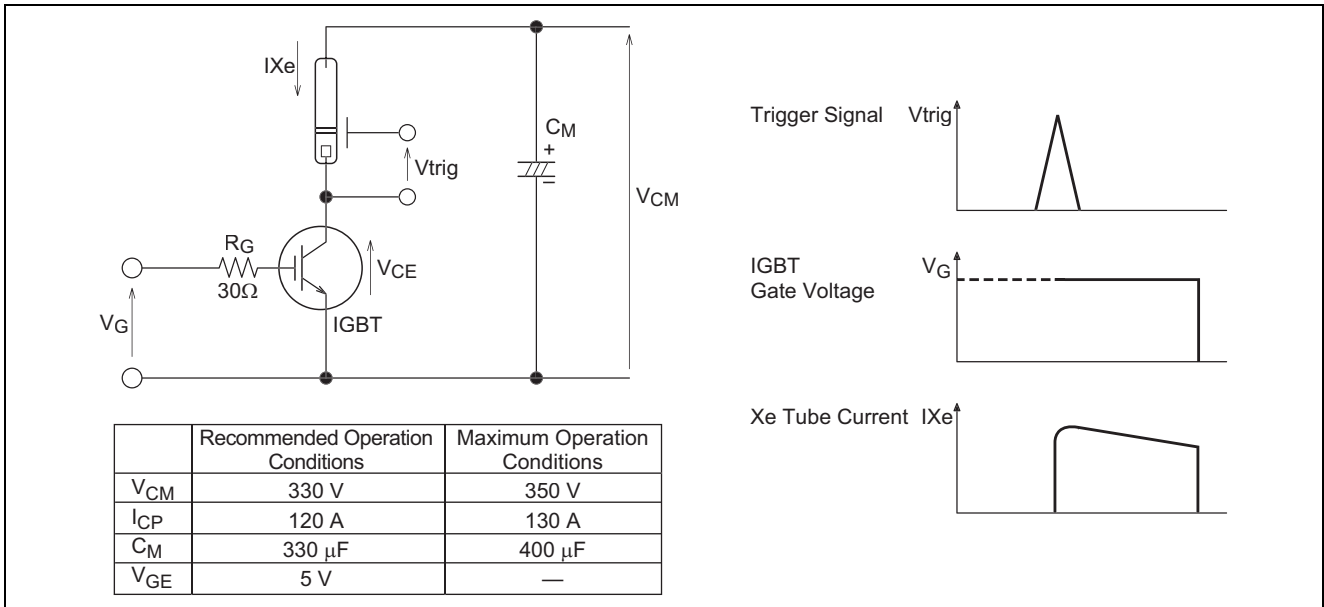 IXe
Vtrig
CM
+
–
VCM
RG
30Ω
VCE
IGBT
VG
Trigger Signal Vtrig
IGBT
Gate Voltage
VG
Xe Tube Current IXe
Recommended Operation Conditions Maximum Operation Conditions
VCM 330 V 350 V
ICP 120 A 130 A
CM 330 μF 400 μF
VGE 5 V —